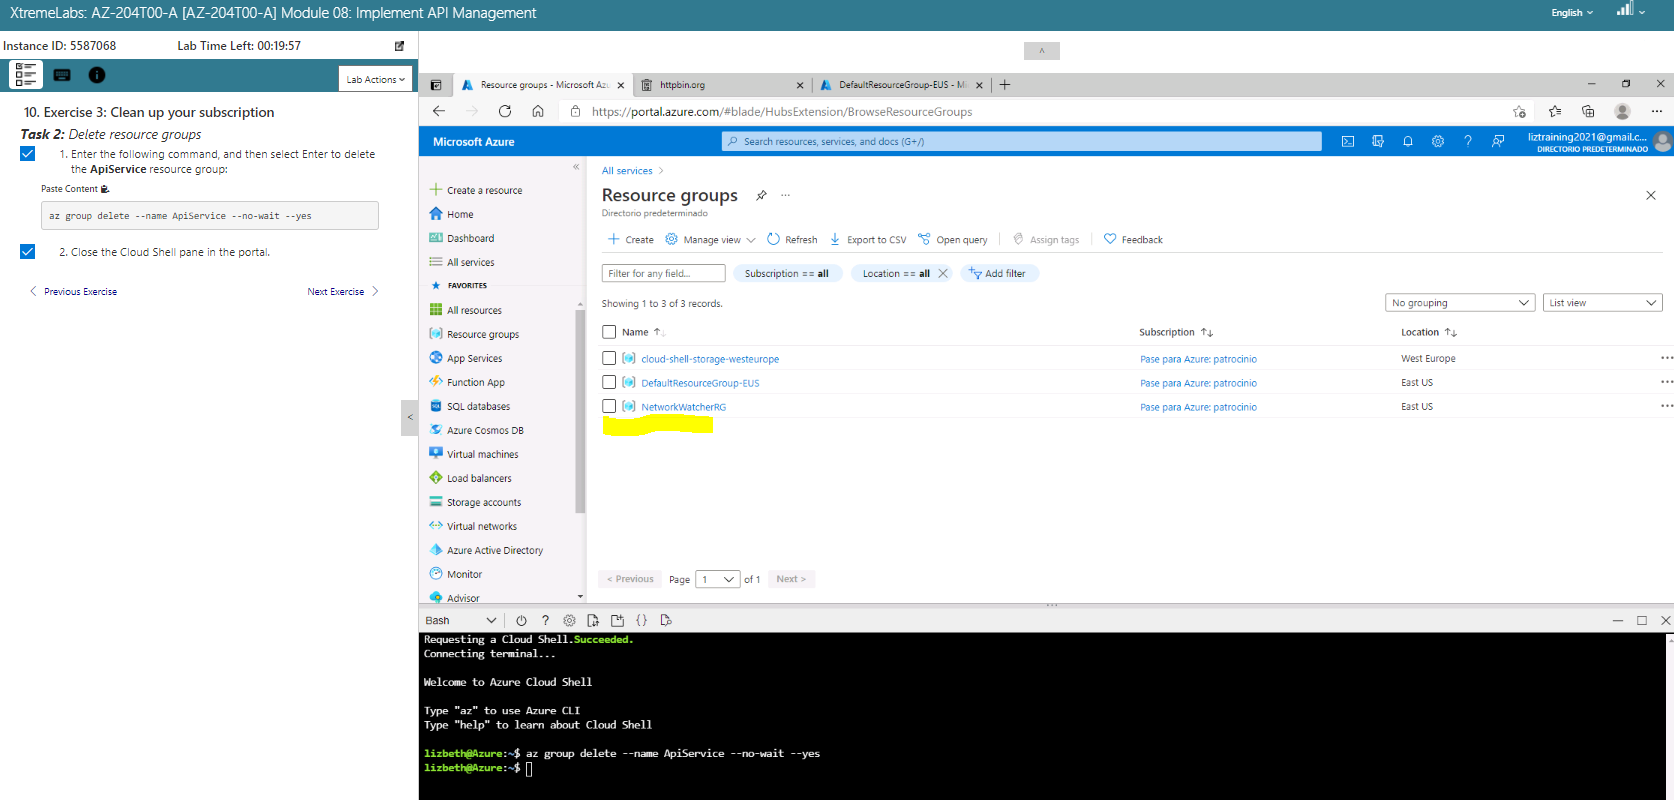 XtremeLabs: AZ-204T00-A [AZ-204T00-A] Module 08: Implement API Management
English
Instance ID: 5587068
Lab Time Left: 00:19:57
Lab Actions
10. Exercise 3: Clean up your subscription
Task 2: Delete resource groups
1. Enter the following command, and then select Enter to delete
the ApiService resource group:
Paste Content
az group delete --name ApiService --no-wait --yes
2. Close the Cloud Shell pane in the portal.
Previous Exercise
Next Exercise
Resource groups - Microsoft Azu
httpbin.org
DefaultResourceGroup-EUS - Mi
https://portal.azure.com/#blade/HubsExtension/BrowseResourceGroups
Microsoft Azure
Search resources, services, and docs (G+/)
liztraining2021@gmail.c...
DIRECTORIO PREDETERMINADO
Create a resource
Home
Dashboard
All services
FAVORITES
All resources
Resource groups
App Services
Function App
SQL databases
Azure Cosmos DB
Virtual machines
Load balancers
Storage accounts
Virtual networks
Azure Active Directory
Monitor
Advisor
All services >
Resource groups
Directorio predeterminado
Create
Manage view
Refresh
Export to CSV
Open query
Assign tags
Feedback
Filter for any field...
Subscription == all
Location == all
Add filter
Showing 1 to 3 of 3 records.
No grouping
List view
Name
Subscription
Location
cloud-shell-storage-westeurope
Pase para Azure: patrocinio
West Europe
DefaultResourceGroup-EUS
Pase para Azure: patrocinio
East US
NetworkWatcherRG
Pase para Azure: patrocinio
East US
< Previous
Page
1
of 1
Next >
Bash
Requesting a Cloud Shell.Succeeded.
Connecting terminal...
Welcome to Azure Cloud Shell
Type "az" to use Azure CLI
Type "help" to learn about Cloud Shell
lizbeth@Azure:~$ az group delete --name ApiService --no-wait --yes
lizbeth@Azure:~$